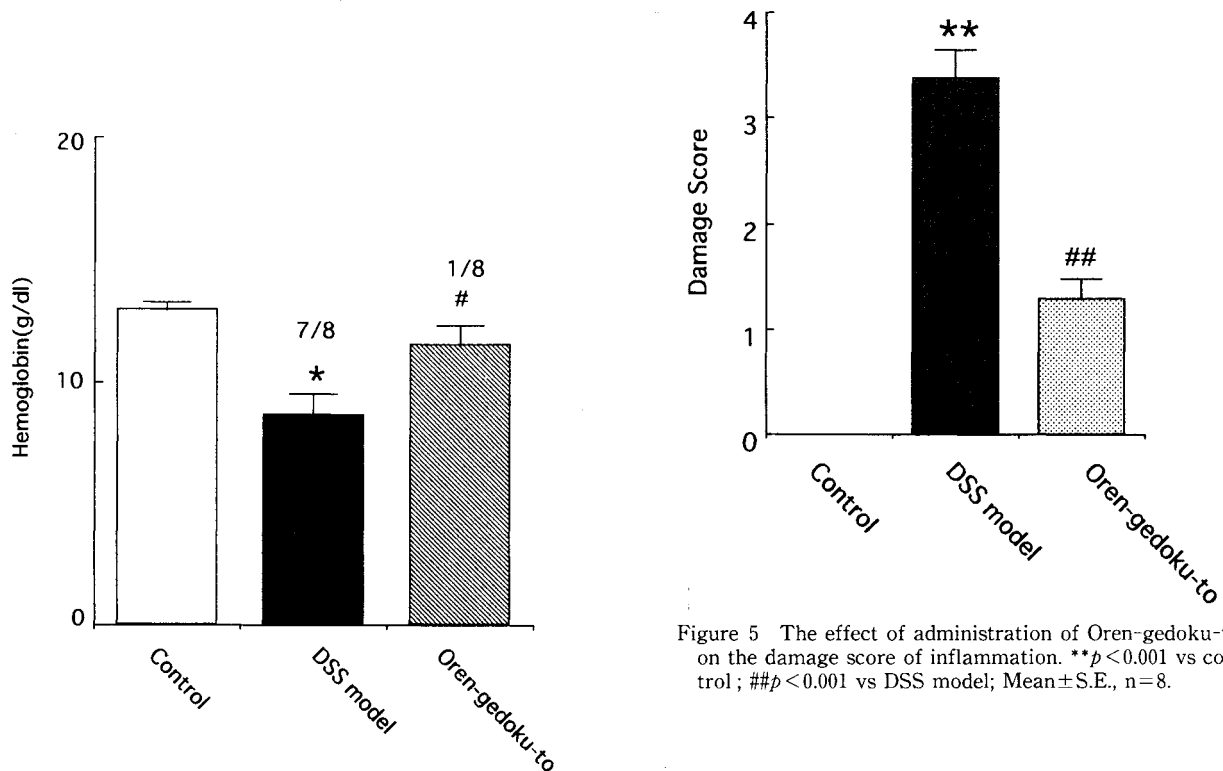 20
10
0
Hemoglobin(g/dl)
7/8
*
1/8
#
Control
DSS model
Oren-gedoku-to
4
3
2
1
0
Damage Score
**
##
Control
DSS model
Oren-gedoku-to
Figure 5 The effect of administration of Oren-gedoku-
on the damage score of inflammation. **p<0.001 vs co
trol ; ##p<0.001 vs DSS model; Mean±S.E., n=8.